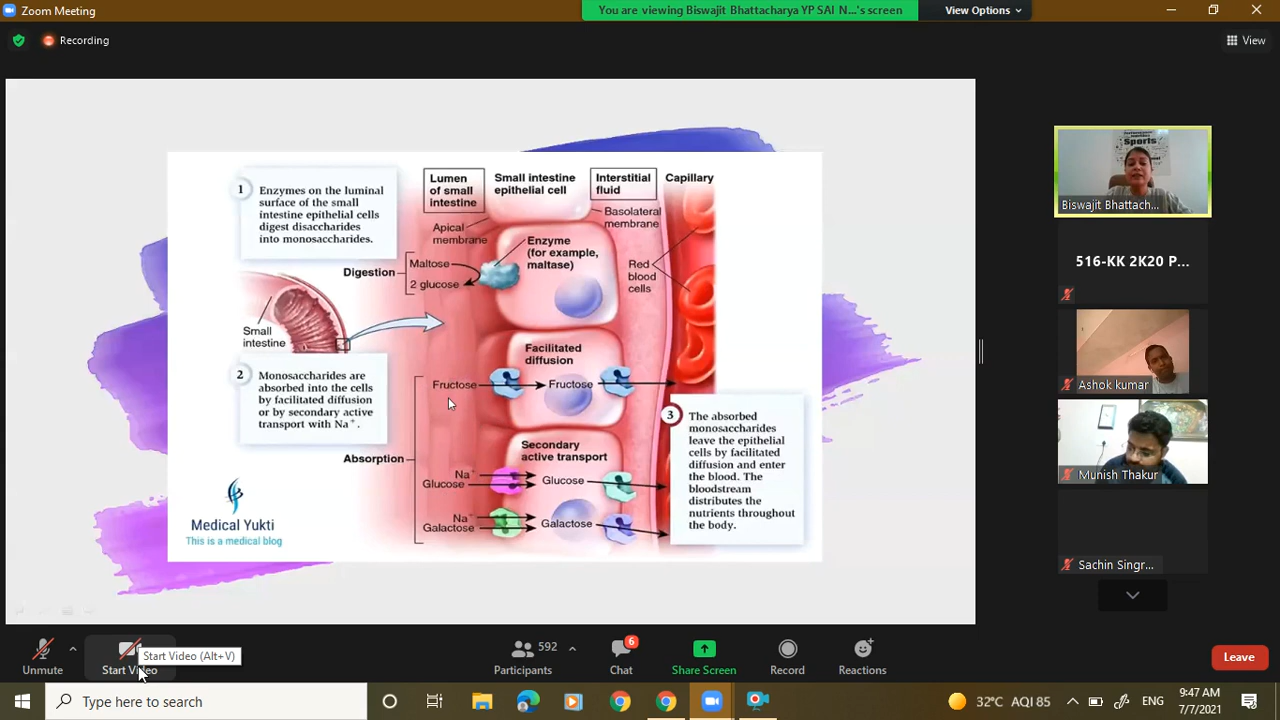 Zoom Meeting
You are viewing Biswajit Bhattacharya YP SAI N...'s screen
View Options
Recording
View
1
Enzymes on the luminal
surface of the small
intestine epithelial cells
digest disaccharides
into monosaccharides.
Lumen
of small
intestine
Small intestine
epithelial cell
Interstitial
fluid
Capillary
Apical
membrane
Basolateral
membrane
Enzyme
(for example,
maltase)
Digestion
Maltose
2 glucose
Red
blood
cells
Small
intestine
2
Monosaccharides are
absorbed into the cells
by facilitated diffusion
or by secondary active
transport with Na+.
Facilitated
diffusion
Fructose
Fructose
Absorption
Secondary
active transport
Na+
Glucose
Glucose
Na+
Galactose
Galactose
3
The absorbed
monosaccharides
leave the epithelial
cells by facilitated
diffusion and enter
the blood. The
bloodstream
distributes the
nutrients throughout
the body.
Medical Yukti
This is a medical blog
Sports
Biswajit Bhattach...
516-KK 2K20 P...
Ashok kumar
Munish Thakur
Sachin Singr...
Unmute
Start Video
Start Video (Alt+V)
592
Participants
6
Chat
Share Screen
Record
Reactions
Leave
Type here to search
32°C AQI 85
ENG
9:47 AM
7/7/2021